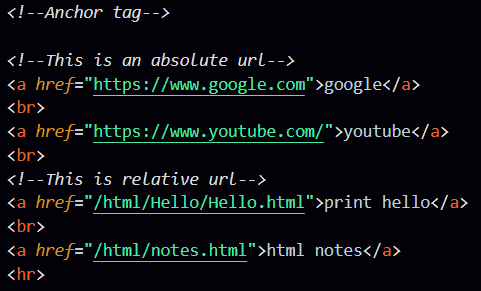 <!--Anchor tag-->
<!--This is an absolute url-->
<a href="https://www.google.com">google</a>
<br>
<a href="https://www.youtube.com/">youtube</a>
<br>
<!--This is relative url-->
<a href="/html/Hello/Hello.html">print hello</a>
<br>
<a href="/html/notes.html">html notes</a>
<hr>